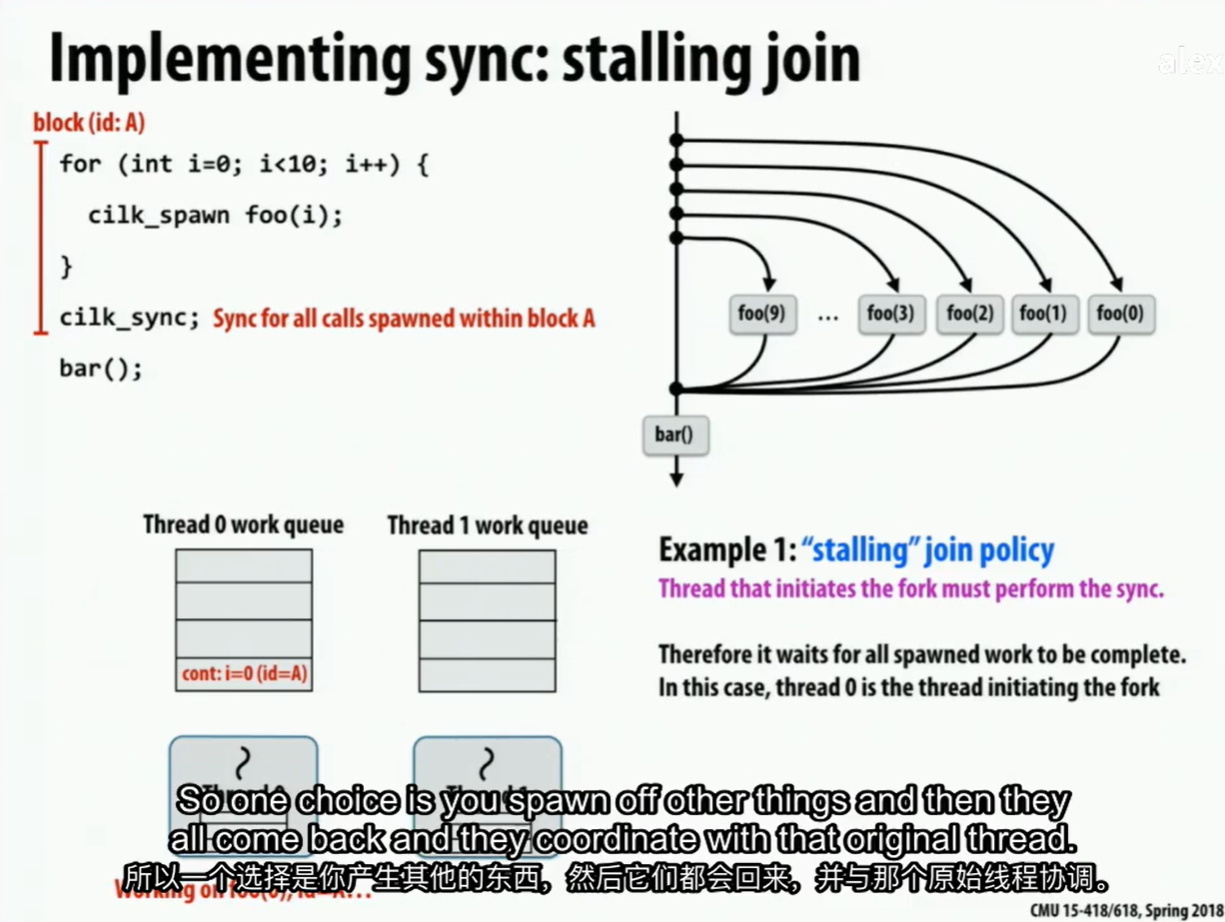 Implementing sync: stalling join
alex
block (id: A)
for (int i=0; i<10; i++) {
cilk_spawn foo(i);
}
cilk_sync; Sync for all calls spawned within block A
bar();
foo(9) ... foo(3) foo(2) foo(1) foo(0)
bar()
Thread 0 work queue
Thread 1 work queue
cont: i=0 (id=A)
Example 1: “stalling” join policy
Thread that initiates the fork must perform the sync.
Therefore it waits for all spawned work to be complete.
In this case, thread 0 is the thread initiating the fork
So one choice is you spawn off other things and then they
all come back and they coordinate with that original thread.
所以一个选择是你产生其他的东西，然后它们都会回来，并与那个原始线程协调。
Working on
CMU 15-418/618, Spring 2018